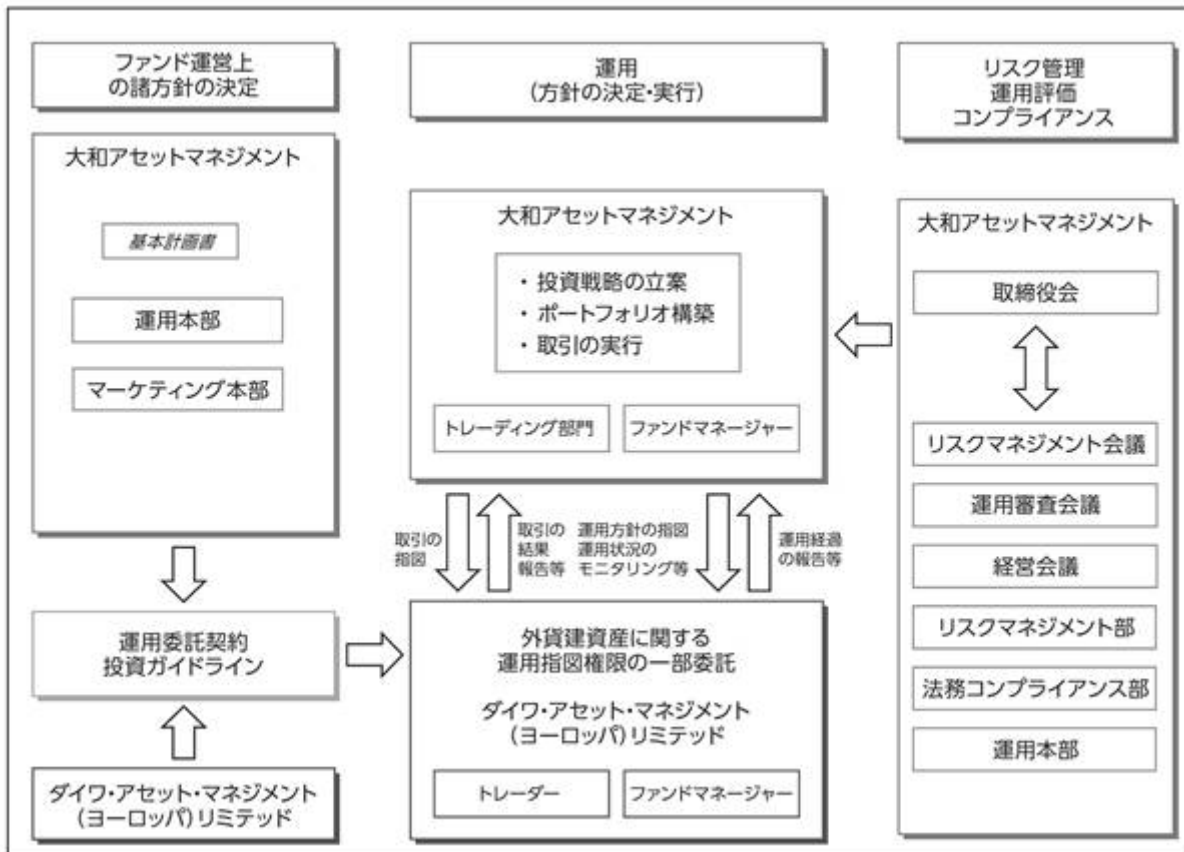 ファンド運営上
の諸方針の決定
大和アセットマネジメント
基本計画書
運用本部
マーケティング本部
運用委託契約
投資ガイドライン
ダイワ・アセット・マネジメント
(ヨーロッパ)リミテッド
運用
(方針の決定・実行)
大和アセットマネジメント
・ 投資戦略の立案
・ ポートフォリオ構築
・ 取引の実行
トレーディング部門
ファンドマネージャー
取引の
指図
取引の
結果
報告等
運用方針の指図
運用状況の
モニタリング等
運用経過
の報告等
外貨建資産に関する
運用指図権限の一部委託
ダイワ・アセット・マネジメント
(ヨーロッパ)リミテッド
トレーダー
ファンドマネージャー
リスク管理
運用評価
コンプライアンス
大和アセットマネジメント
取締役会
リスクマネジメント会議
運用審査会議
経営会議
リスクマネジメント部
法務コンプライアンス部
運用本部